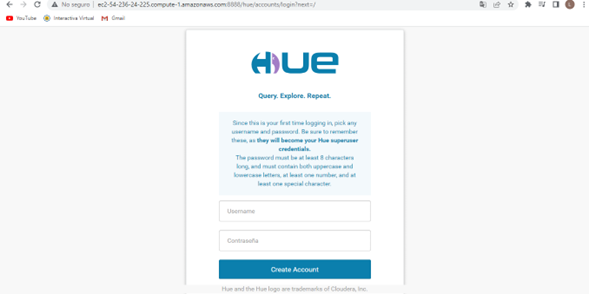 No seguro
ec2-54-236-24-225.compute-1.amazonaws.com:8888/hue/accounts/login?next=/
YouTube
Interactiva Virtual
Gmail
HUE
Query. Explore. Repeat.
Since this is your first time logging in, pick any
username and password. Be sure to remember
these, as they will become your Hue superuser
credentials.
The password must be at least 8 characters
long, and must contain both uppercase and
lowercase letters, at least one number, and at
least one special character.
Username
Contraseña
Create Account
Hue and the Hue logo are trademarks of Cloudera, Inc.